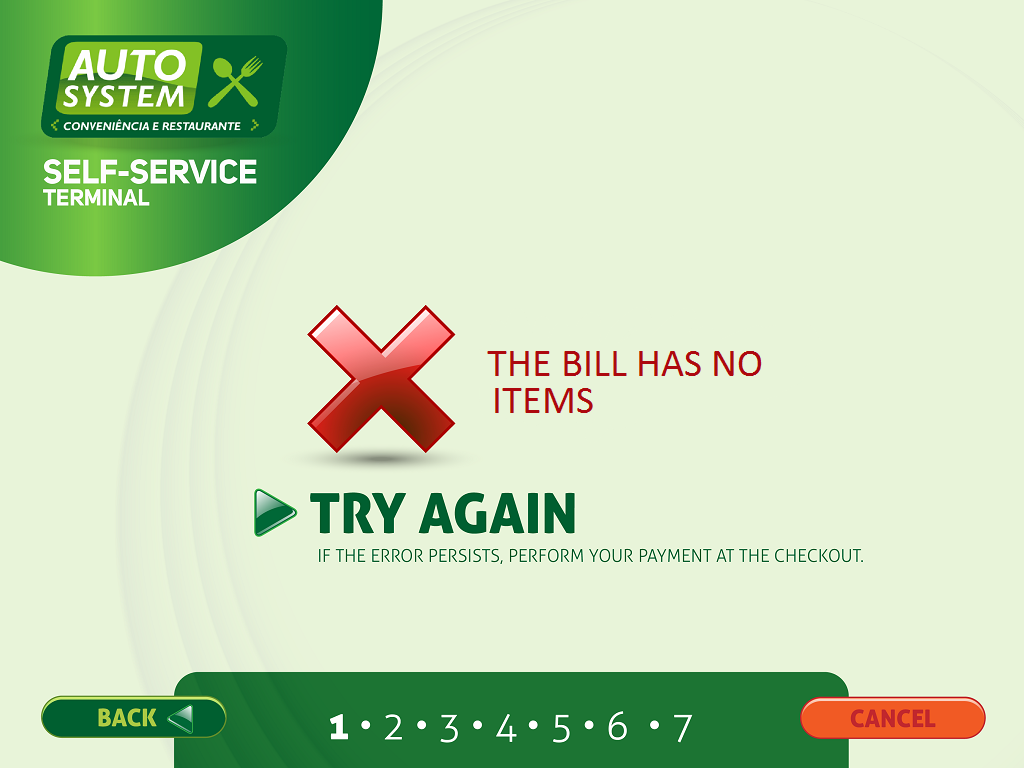 AUTO
SYSTEM
CONVENIÊNCIA E RESTAURANTE
SELF-SERVICE
TERMINAL
THE BILL HAS NO
ITEMS
TRY AGAIN
IF THE ERROR PERSISTS, PERFORM YOUR PAYMENT AT THE CHECKOUT.
BACK
1 • 2 • 3 • 4 • 5 • 6 • 7
CANCEL